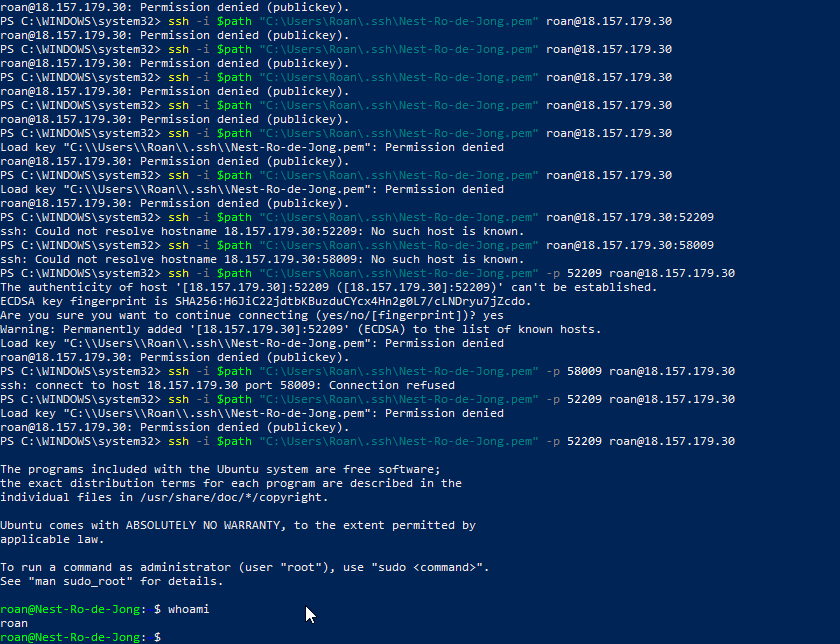 roan@18.157.179.30: Permission denied (publickey).
PS C:\WINDOWS\system32> ssh -i $path "C:\Users\Roan\.ssh\Nest-Ro-de-Jong.pem" roan@18.157.179.30
roan@18.157.179.30: Permission denied (publickey).
PS C:\WINDOWS\system32> ssh -i $path "C:\Users\Roan\.ssh\Nest-Ro-de-Jong.pem" roan@18.157.179.30
roan@18.157.179.30: Permission denied (publickey).
PS C:\WINDOWS\system32> ssh -i $path "C:\Users\Roan\.ssh\Nest-Ro-de-Jong.pem" roan@18.157.179.30
roan@18.157.179.30: Permission denied (publickey).
PS C:\WINDOWS\system32> ssh -i $path "C:\Users\Roan\.ssh\Nest-Ro-de-Jong.pem" roan@18.157.179.30
roan@18.157.179.30: Permission denied (publickey).
PS C:\WINDOWS\system32> ssh -i $path "C:\Users\Roan\.ssh\Nest-Ro-de-Jong.pem" roan@18.157.179.30
Load key "C:\\Users\\Roan\\.ssh\\Nest-Ro-de-Jong.pem": Permission denied
roan@18.157.179.30: Permission denied (publickey).
PS C:\WINDOWS\system32> ssh -i $path "C:\Users\Roan\.ssh\Nest-Ro-de-Jong.pem" roan@18.157.179.30
Load key "C:\\Users\\Roan\\.ssh\\Nest-Ro-de-Jong.pem": Permission denied
roan@18.157.179.30: Permission denied (publickey).
PS C:\WINDOWS\system32> ssh -i $path "C:\Users\Roan\.ssh\Nest-Ro-de-Jong.pem" roan@18.157.179.30:52209
ssh: Could not resolve hostname 18.157.179.30:52209: No such host is known.
PS C:\WINDOWS\system32> ssh -i $path "C:\Users\Roan\.ssh\Nest-Ro-de-Jong.pem" roan@18.157.179.30:58009
ssh: Could not resolve hostname 18.157.179.30:58009: No such host is known.
PS C:\WINDOWS\system32> ssh -i $path "C:\Users\Roan\.ssh\Nest-Ro-de-Jong.pem" -p 52209 roan@18.157.179.30
The authenticity of host '[18.157.179.30]:52209 ([18.157.179.30]:52209)' can't be established.
ECDSA key fingerprint is SHA256:H6JiC22jdtbKBuzduCYcx4Hn2g0L7/cLNDryu7jZcdo.
Are you sure you want to continue connecting (yes/no/[fingerprint])? yes
Warning: Permanently added '[18.157.179.30]:52209' (ECDSA) to the list of known hosts.
Load key "C:\\Users\\Roan\\.ssh\\Nest-Ro-de-Jong.pem": Permission denied
roan@18.157.179.30: Permission denied (publickey).
PS C:\WINDOWS\system32> ssh -i $path "C:\Users\Roan\.ssh\Nest-Ro-de-Jong.pem" -p 58009 roan@18.157.179.30
ssh: connect to host 18.157.179.30 port 58009: Connection refused
PS C:\WINDOWS\system32> ssh -i $path "C:\Users\Roan\.ssh\Nest-Ro-de-Jong.pem" -p 52209 roan@18.157.179.30
Load key "C:\\Users\\Roan\\.ssh\\Nest-Ro-de-Jong.pem": Permission denied
roan@18.157.179.30: Permission denied (publickey).
PS C:\WINDOWS\system32> ssh -i $path "C:\Users\Roan\.ssh\Nest-Ro-de-Jong.pem" -p 52209 roan@18.157.179.30
The programs included with the Ubuntu system are free software;
the exact distribution terms for each program are described in the
individual files in /usr/share/doc/*/copyright.
Ubuntu comes with ABSOLUTELY NO WARRANTY, to the extent permitted by
applicable law.
To run a command as administrator (user "root"), use "sudo <command>".
See "man sudo_root" for details.
roan@Nest-Ro-de-Jong: $ whoami
roan
roan@Nest-Ro-de-Jong: $